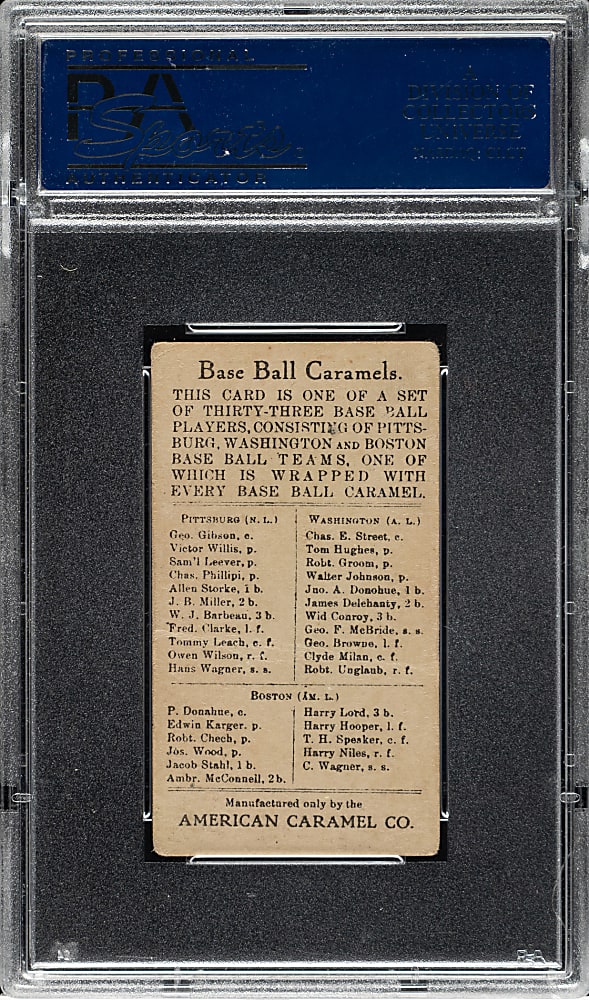 PROFESSIONAL
PSA
Sports
AUTHENTICATOR
A
DIVISION OF
COLLECTORS
UNIVERSE
Base Ball Caramels.
THIS CARD IS ONE OF A SET
OF THIRTY-THREE BASE BALL
PLAYERS, CONSISTING OF PITTS-
BURG, WASHINGTON AND BOSTON
BASE BALL TEAMS, ONE OF
WHICH IS WRAPPED WITH
EVERY BASE BALL CARAMEL.
PITTSBURG (N. L.)
Geo. Gibson, c.
Victor Willis, p.
Sam'l Leever, p.
Chas. Phillipi, p.
Allen Storke, 1 b.
J. B. Miller, 2 b.
W. J. Barbeau, 3 b.
Fred. Clarke, l. f.
Tommy Leach, c. f.
Owen Wilson, r. f.
Hans Wagner, s. s.
WASHINGTON (A. L.)
Chas. E. Street, c.
Tom Hughes, p.
Robt. Groom, p.
Walter Johnson, p.
Jno. A. Donohue, 1 b.
James Delehanty, 2 b.
Wid Conroy, 3 b.
Geo. F. McBride, s. s.
Geo. Browne, l. f.
Clyde Milan, c. f.
Robt. Unglaub, r. f.
BOSTON (AM. L.)
P. Donahue, c.
Edwin Karger. p.
Robt. Chech, p.
Jos. Wood, p.
Jacob Stahl, 1 b.
Ambr. McConnell, 2 b.
Harry Lord, 3 b.
Harry Hooper, l. f.
T. H. Speaker, c. f.
Harry Niles, r. f.
C. Wagner, s. s.
Manufactured only by the
AMERICAN CARAMEL CO.
PSA